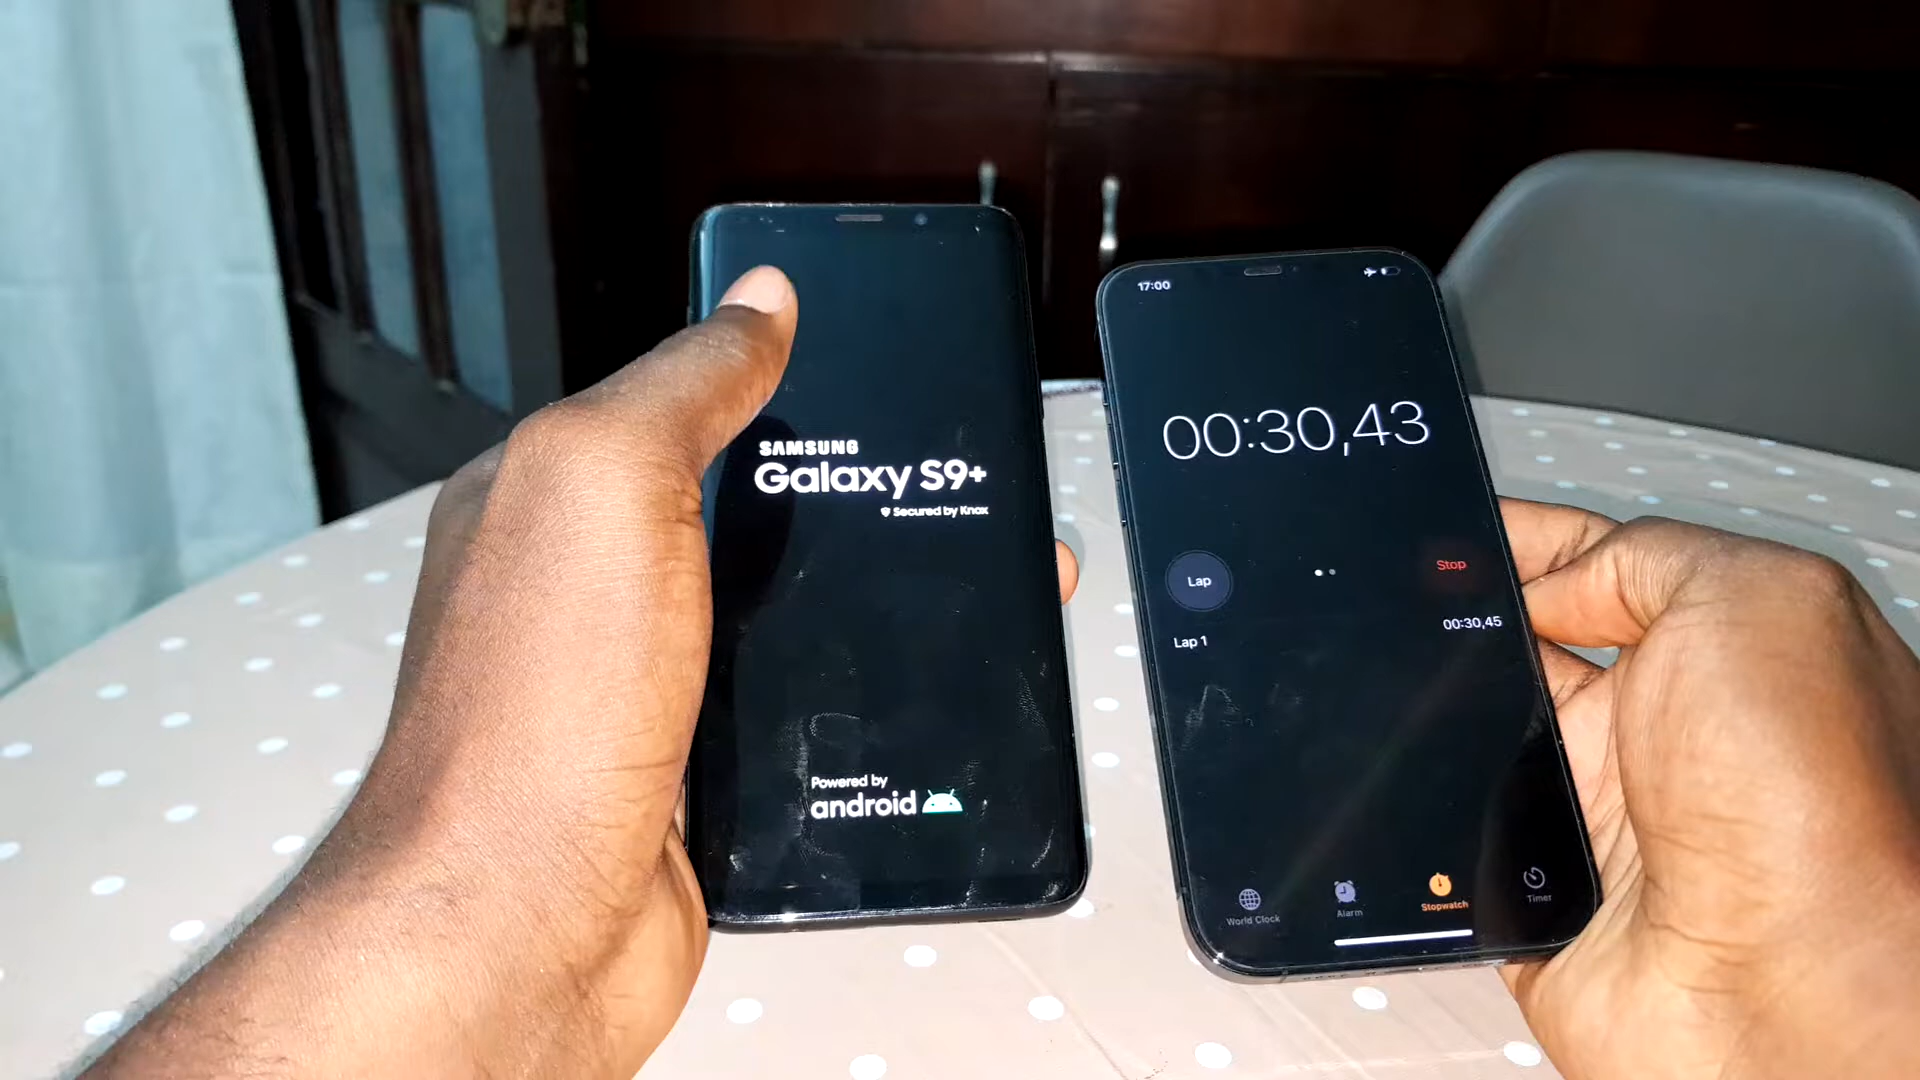 SAMSUNG
Galaxy S9+
Secured by Knox
Powered by
android
17:00
00:30,43
Lap
Stop
Lap 1
00:30,45
World Clock
Alarm
Stopwatch
Timer